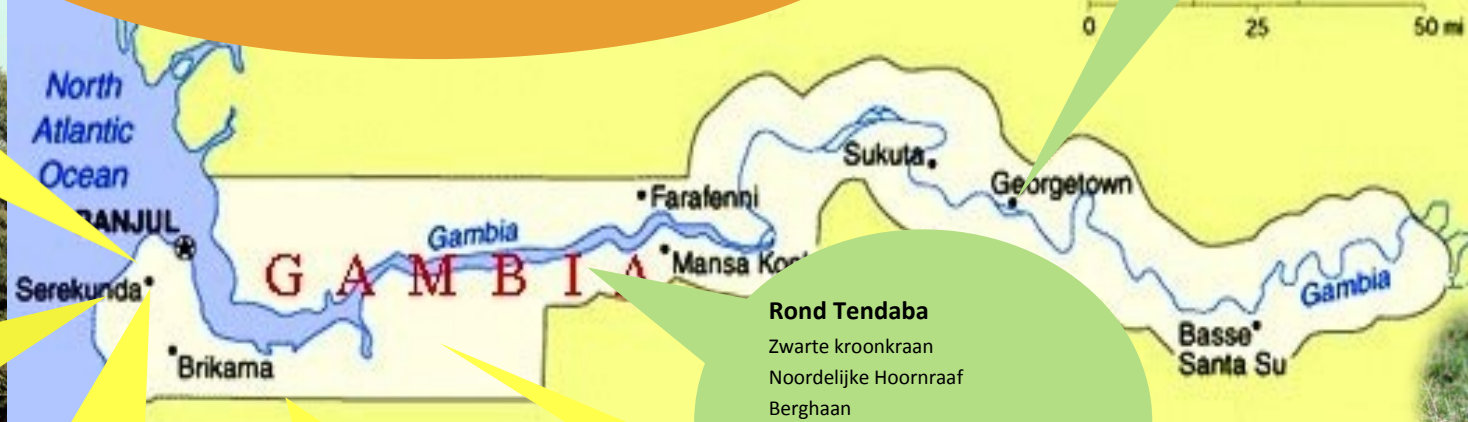 0 25 50 mi
North
Atlantic
Ocean
BANJUL
Serekunda
Brikama
Gambia
GAMBIA
Farafenni
Mansa
Sukuta
Georgetown
Basse
Santa Su
Gambia
Rond Tendaba
Zwarte kroonkraan
Noordelijke Hoornraaf
Berghaan